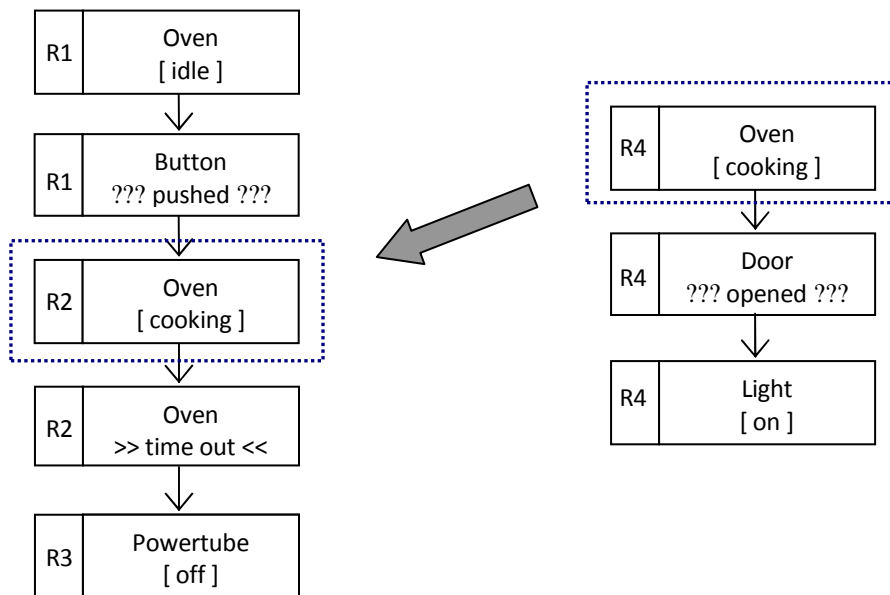 R1
Oven
[ idle ]
R1
Button
??? pushed ???
R2
Oven
[ cooking ]
R2
Oven
>> time out <<
R3
Powertube
[ off ]
R4
Oven
[ cooking ]
R4
Door
??? opened ???
R4
Light
[ on ]